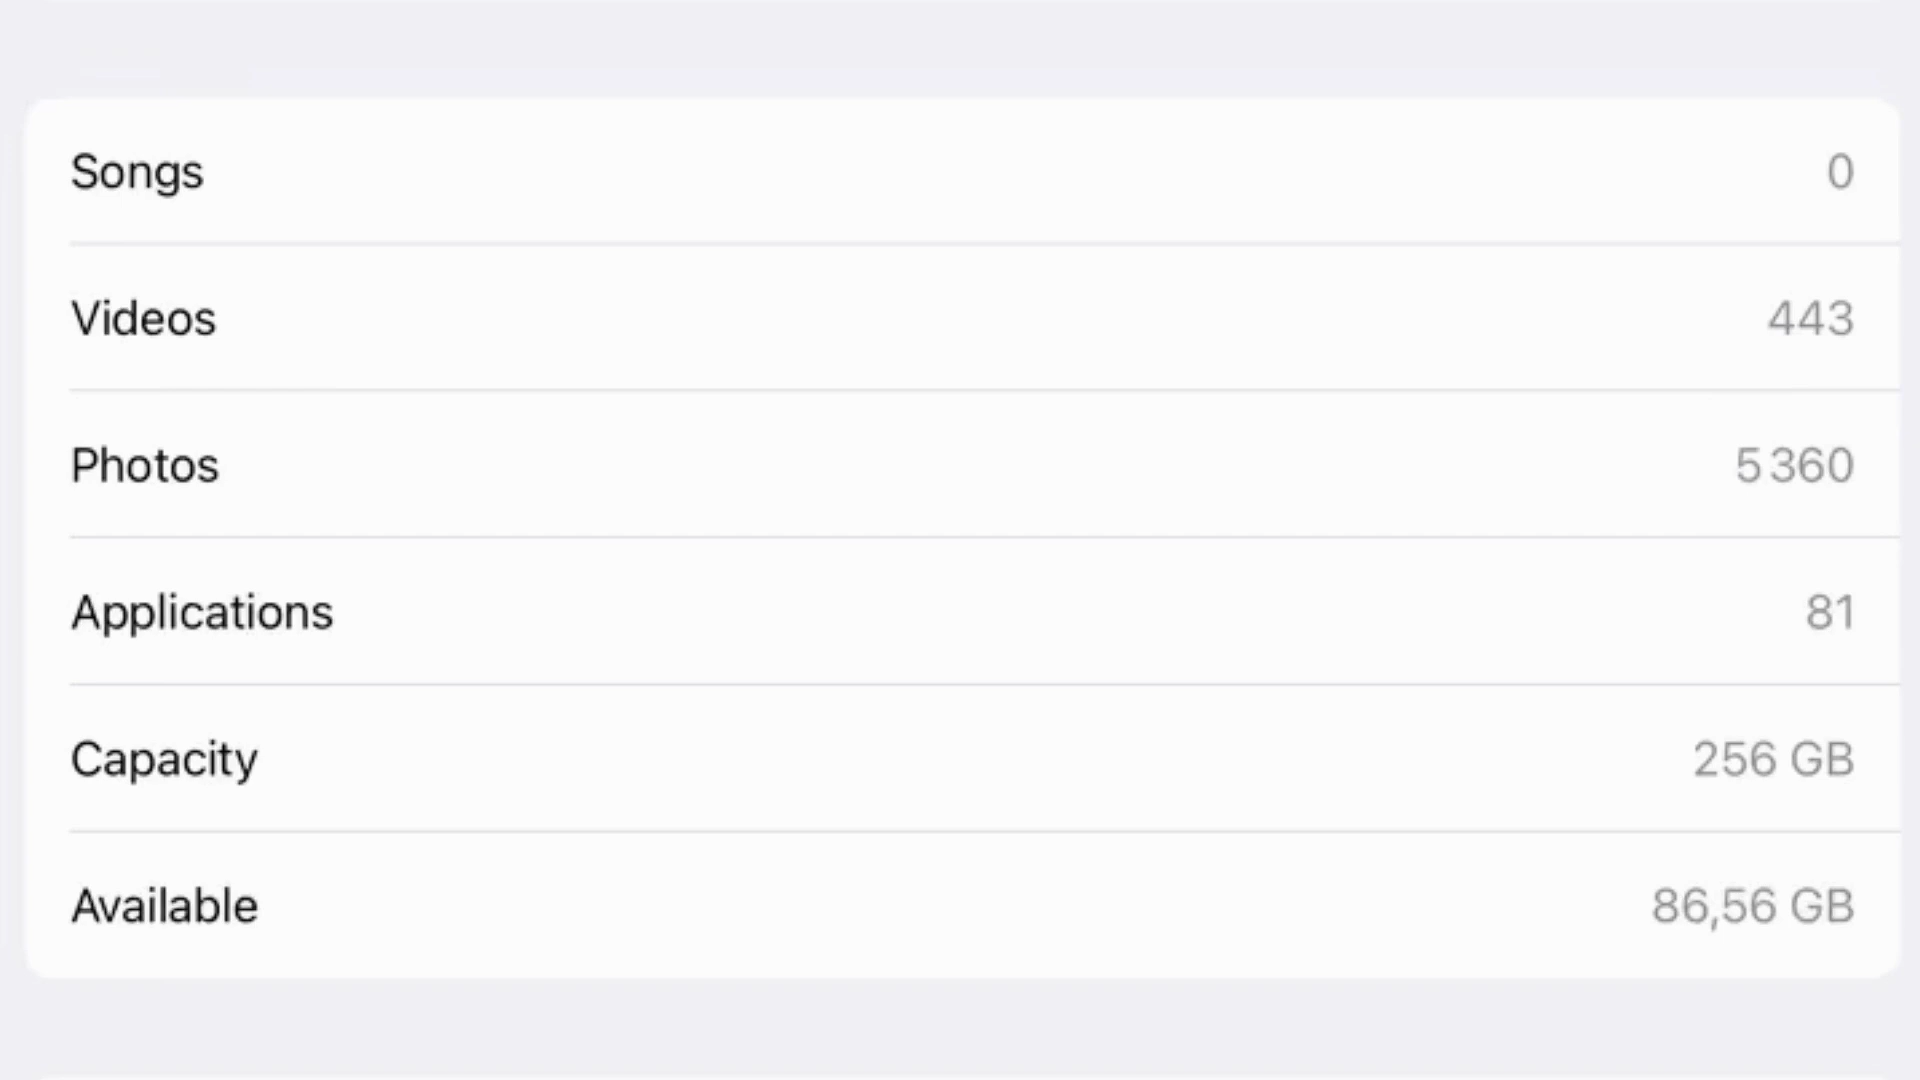 Songs 0
Videos 443
Photos 5 360
Applications 81
Capacity 256 GB
Available 86,56 GB